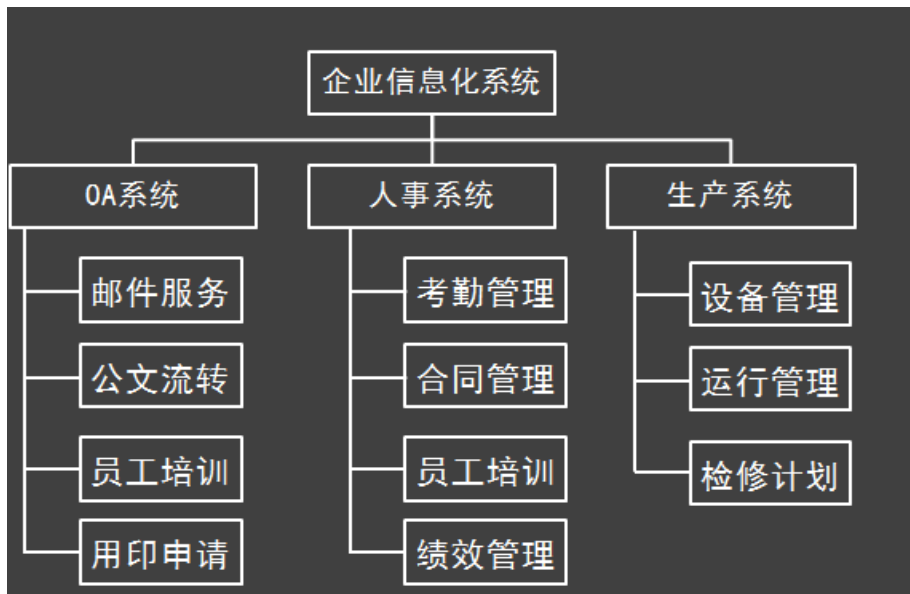 企业信息化系统
OA系统
人事系统
生产系统
邮件服务
考勤管理
设备管理
公文流转
合同管理
运行管理
员工培训
员工培训
检修计划
用印申请
绩效管理